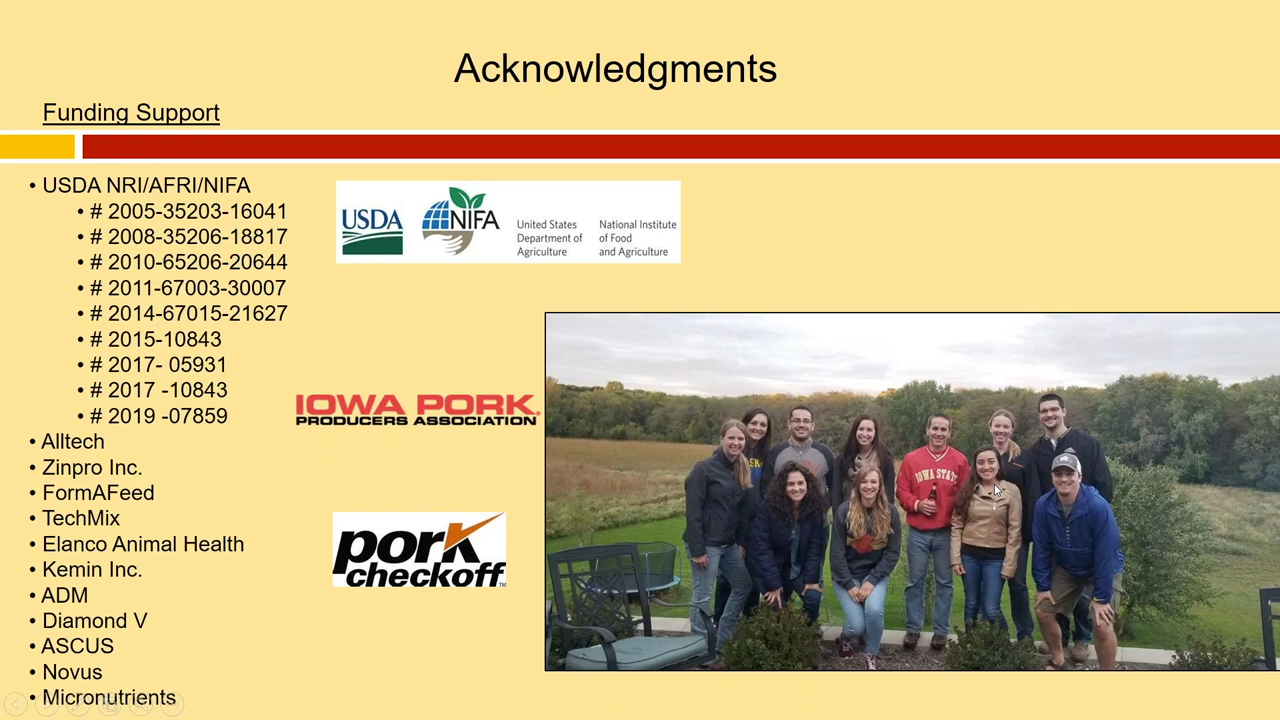 Acknowledgments
Funding Support
• USDA NRI/AFRI/NIFA
• # 2005-35203-16041
• # 2008-35206-18817
• # 2010-65206-20644
• # 2011-67003-30007
• # 2014-67015-21627
• # 2015-10843
• # 2017- 05931
• # 2017 -10843
• # 2019 -07859
• Alltech
• Zinpro Inc.
• FormAFeed
• TechMix
• Elanco Animal Health
• Kemin Inc.
• ADM
• Diamond V
• ASCUS
• Novus
• Micronutrients
USDA
NIFA
United States
Department of
Agriculture
National Institute
of Food
and Agriculture
IOWA PORK®
PRODUCERS ASSOCIATION
pork
checkoff™
IOWA STATE